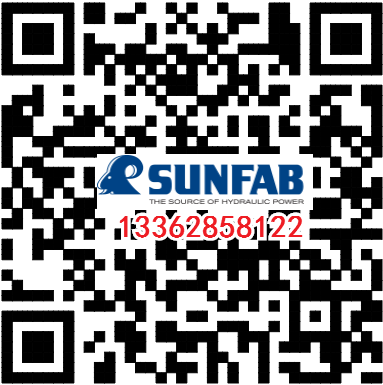 SUNFAB
THE SOURCE OF HYDRAULIC POWER
13362858122